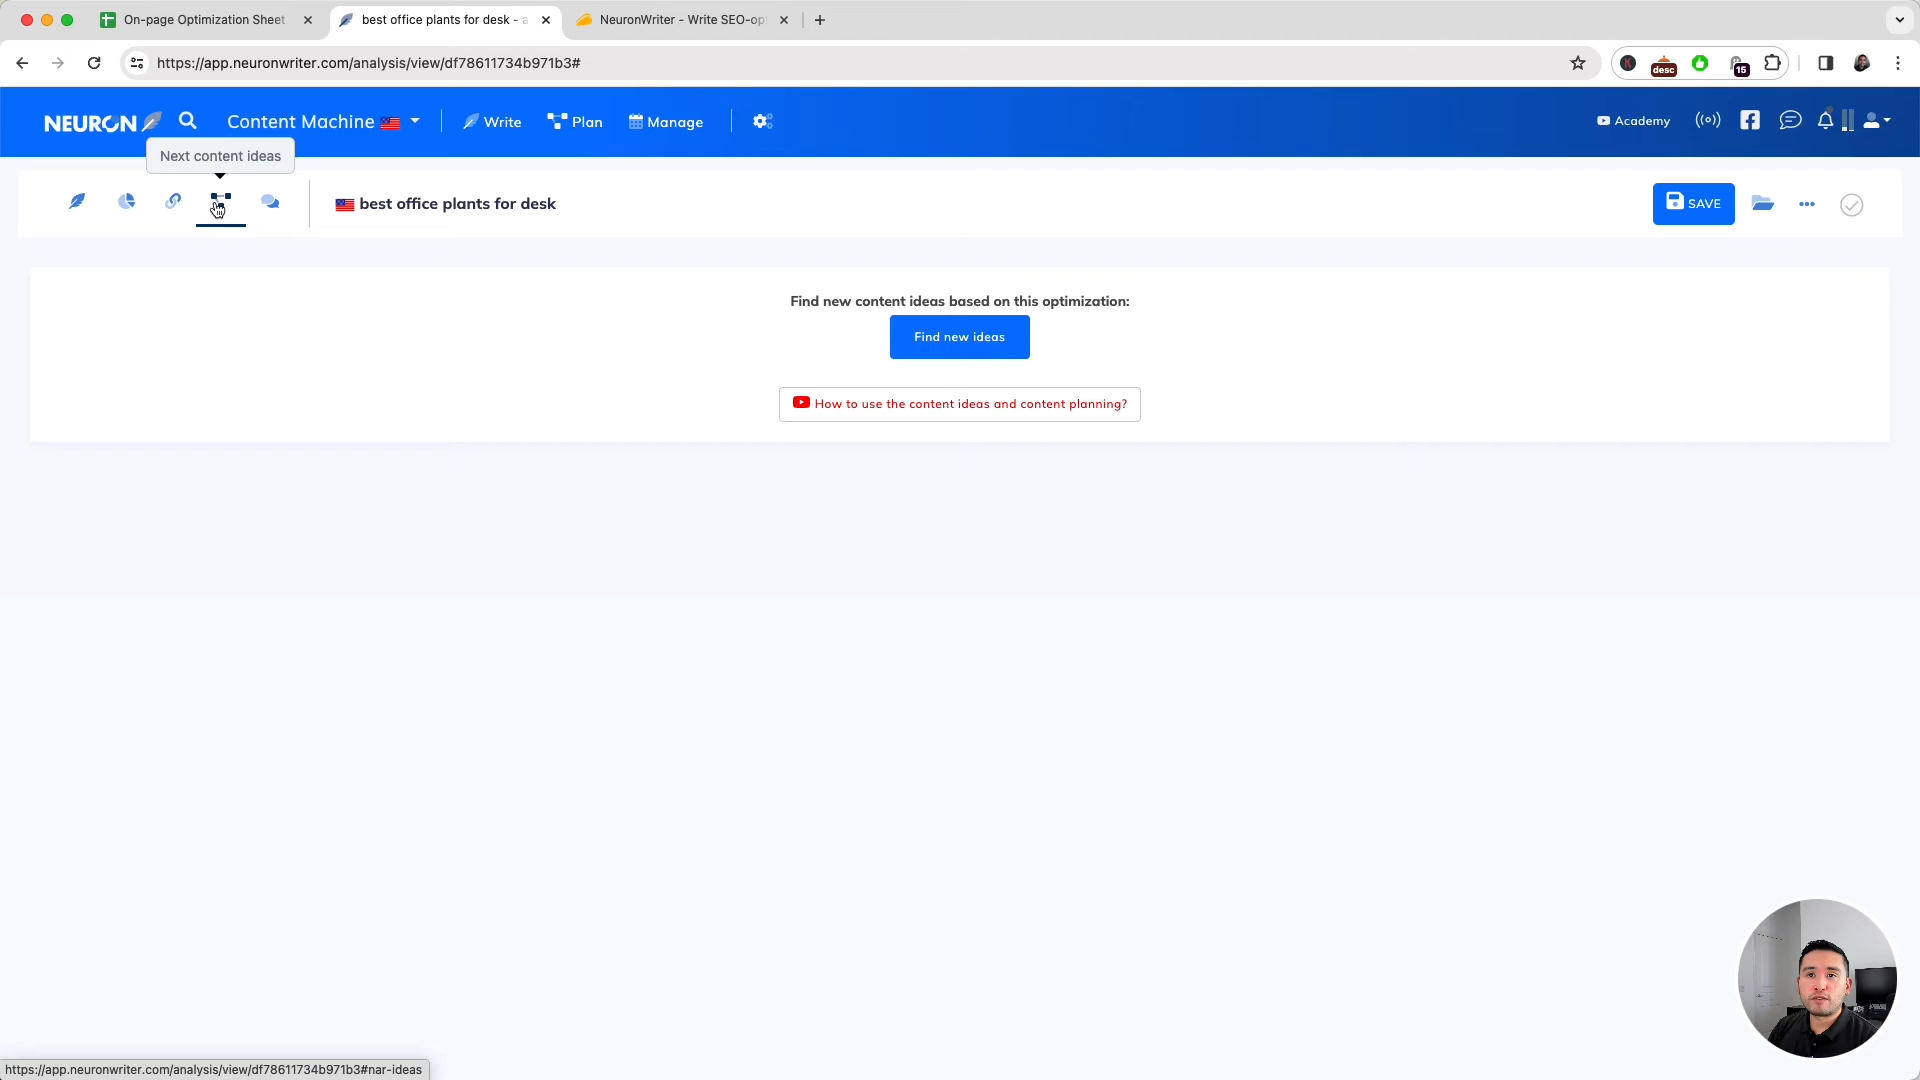 On-page Optimization Sheet
best office plants for desk - a
NeuronWriter - Write SEO-op
https://app.neuronwriter.com/analysis/view/df78611734b971b3#
desc
15
NEURON
Content Machine
Write
Plan
Manage
Academy
Next content ideas
best office plants for desk
SAVE
Find new content ideas based on this optimization:
Find new ideas
How to use the content ideas and content planning?
https://app.neuronwriter.com/analysis/view/df78611734b971b3#nar-ideas